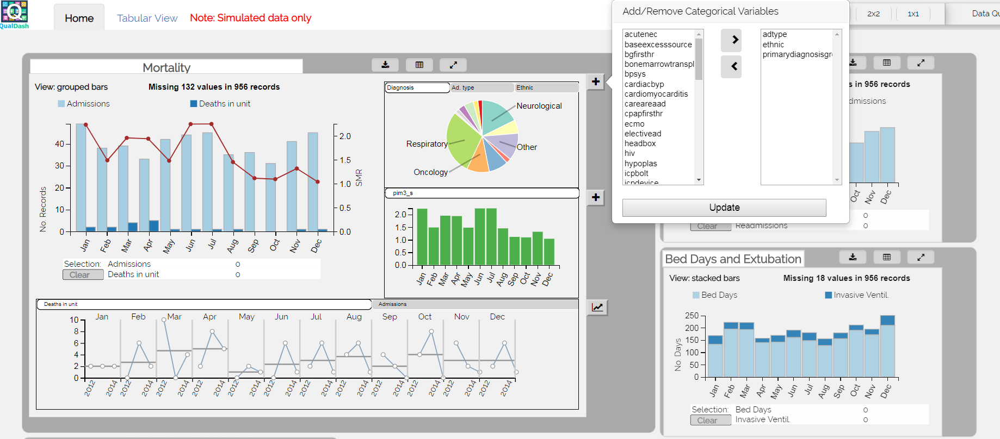 Q
QualDash
Home
Tabular View
Note: Simulated data only
2x2
1x1
Data Qu
Add/Remove Categorical Variables
acutenec
baseexcesssource
bgfirsthr
bonemarrowtranspl
bpsys
cardiacbyp
cardiomyocarditis
careareaad
cpapfirsthr
ecmo
electivead
headbox
hiv
hypoplas
icpbolt
icpdevice
adtype
ethnic
primarydiagnosisgr
Update
Mortality
View: grouped bars
Missing 132 values in 956 records
Admissions
Deaths in unit
No. Records
40
30
20
10
0
2.0
1.5
1.0
0.5
0.0
SMR
Jan Feb Mar Apr May Jun Jul Aug Sep Oct Nov Dec
Selection: Admissions 0
Clear Deaths in unit 0
Diagnosis
Ad. type
Ethnic
Neurological
Respiratory
Other
Oncology
pim3_s
2.0
1.5
1.0
0.5
0.0
Jan Feb Mar Apr May Jun Jul Aug Sep Oct Nov Dec
Deaths in unit
Admissions
Jan Feb Mar Apr May Jun Jul Aug Sep Oct Nov Dec
10
8
6
4
2
0
2012 2014 2012 2014 2012 2014 2012 2014 2012 2014 2012 2014 2012 2014 2012 2014 2012 2014 2012 2014 2012 2014 2012 2014
s in 956 records
dmissions
Oct Nov Dec
0
Clear Readmissions 0
Bed Days and Extubation
View: stacked bars
Missing 18 values in 956 records
Bed Days
Invasive Ventil.
No. Days
250
200
150
100
50
0
Jan Feb Mar Apr May Jun Jul Aug Sep Oct Nov Dec
Selection: Bed Days 0
Clear Invasive Ventil. 0